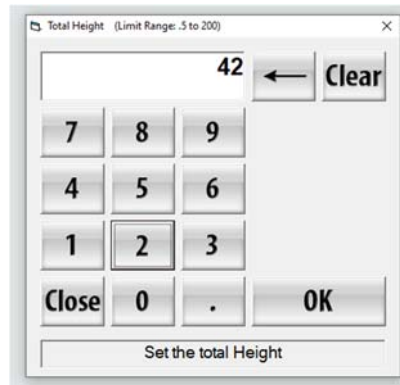 Total Height (Limit Range: .5 to 200)
42 Clear
7 8 9
4 5 6
1 2 3
Close 0 . OK
Set the total Height